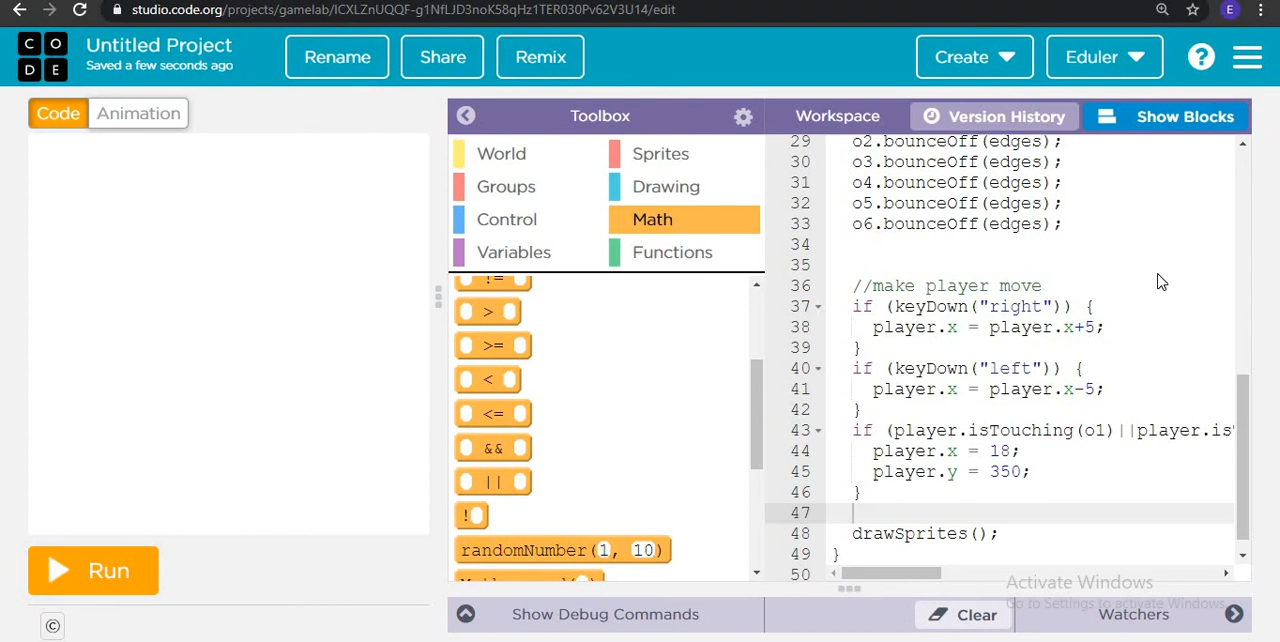 studio.code.org/projects/gamelab/ICXLZnUQQF-g1NfLJD3noK58qHz1TER030Pv62V3U14/edit
E
CO
DE
Untitled Project
Saved a few seconds ago
Rename
Share
Remix
Create
Eduler
?
Code
Animation
Toolbox
Workspace
Version History
Show Blocks
World
Sprites
Groups
Drawing
Control
Math
Variables
Functions
!=
>
>=
<
<=
&&
||
!
randomNumber(1, 10)
29 o2.bounceOff(edges);
30 o3.bounceOff(edges);
31 o4.bounceOff(edges);
32 o5.bounceOff(edges);
33 o6.bounceOff(edges);
34
35
36 //make player move
37 if (keyDown("right")) {
38 player.x = player.x+5;
39 }
40 if (keyDown("left")) {
41 player.x = player.x-5;
42 }
43 if (player.isTouching(o1)||player.is
44 player.x = 18;
45 player.y = 350;
46 }
47
48 drawSprites();
49 }
50
Run
©
Show Debug Commands
Clear
Watchers
Activate Windows
Go to Settings to activate Windows.